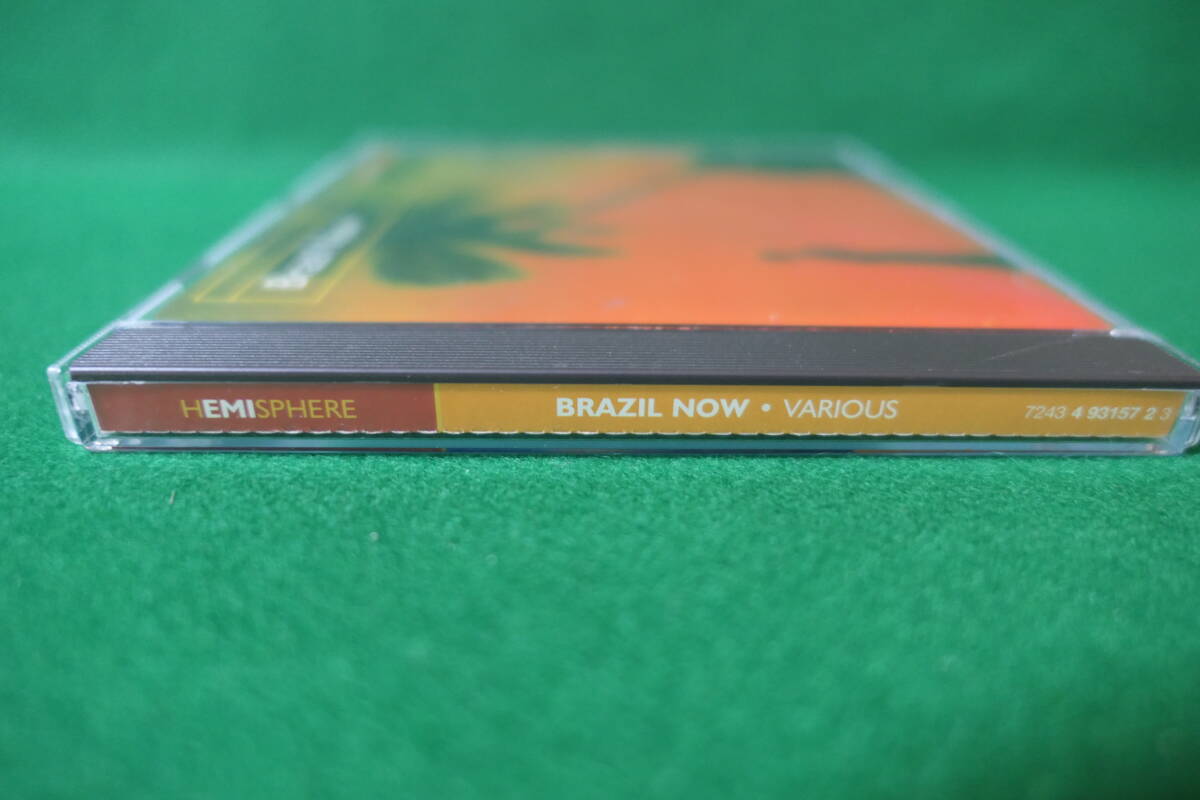 HEMISPHERE BRAZIL NOW • VARIOUS 7243 4 93157 2 3